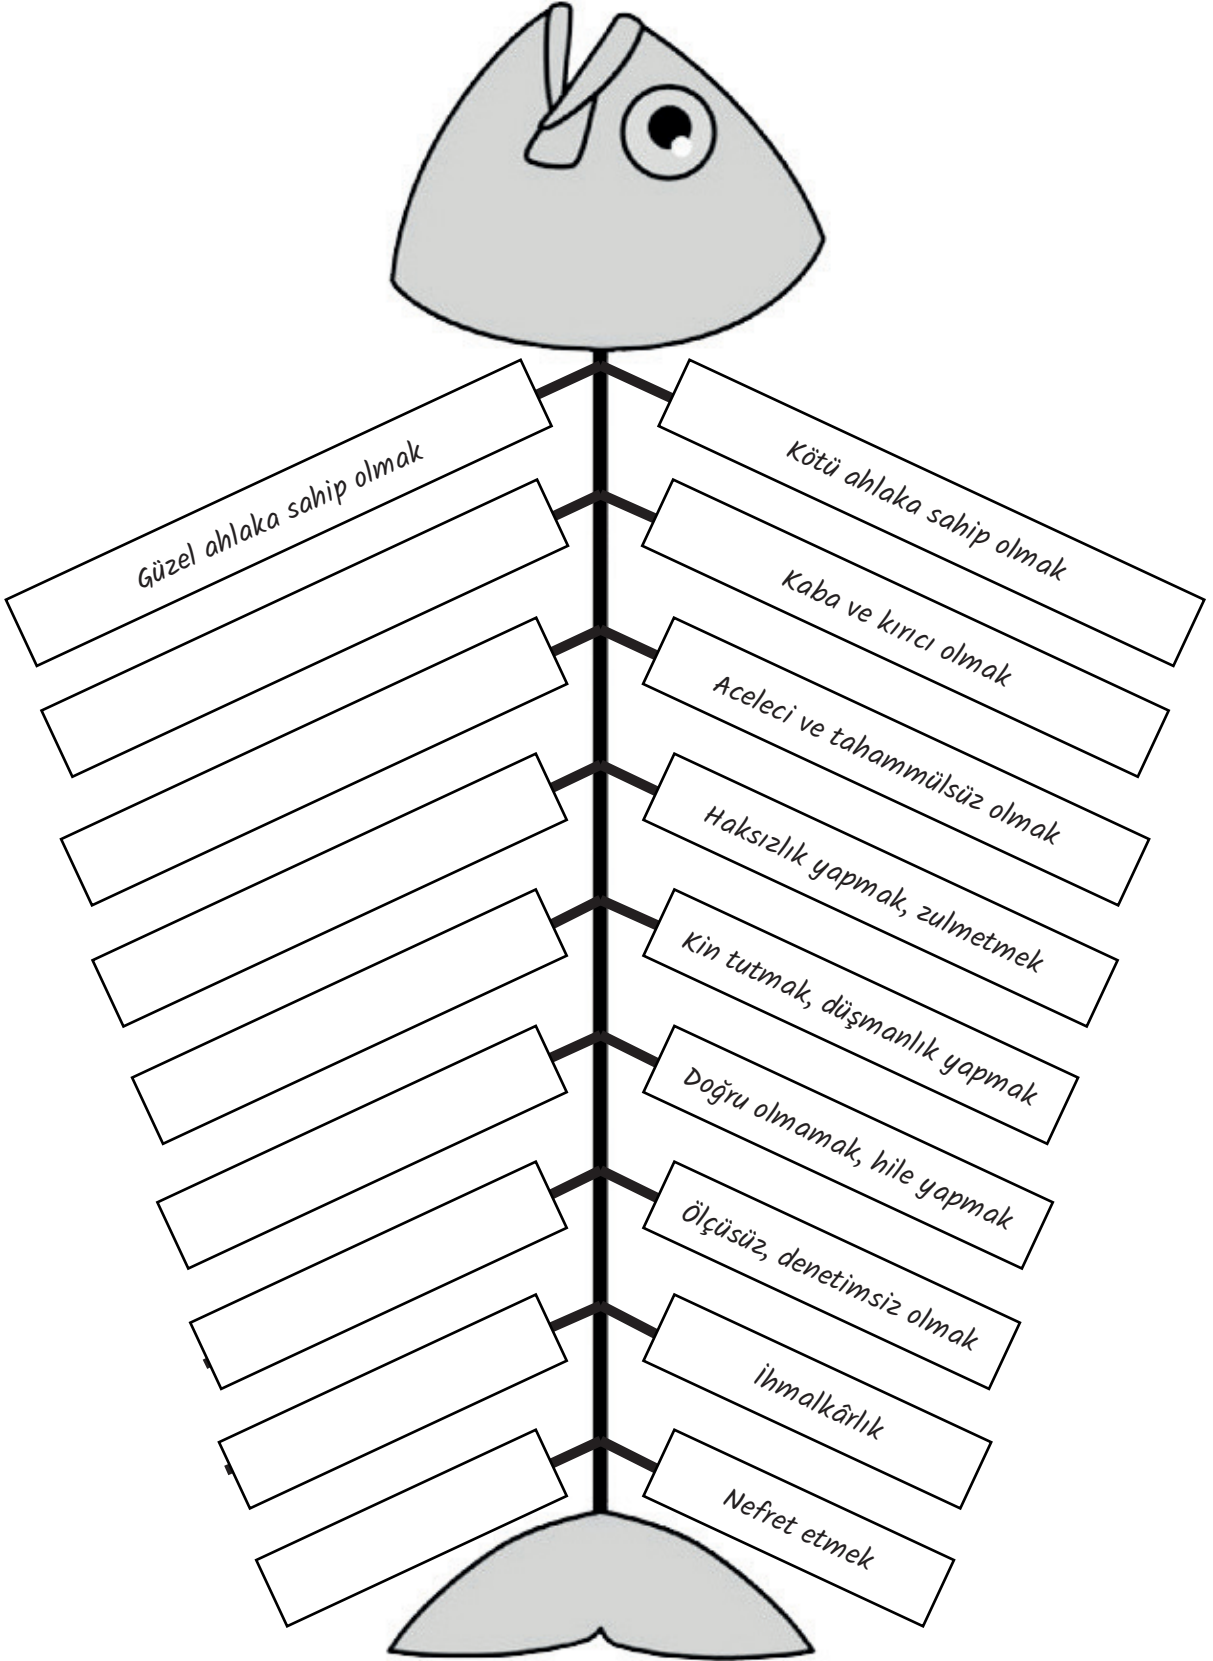 Güzel ahlaka sahip olmak
Kötü ahlaka sahip olmak
Kaba ve kırıcı olmak
Aceleci ve tahammülsüz olmak
Haksızlık yapmak, zulmetmek
Kin tutmak, düşmanlık yapmak
Doğru olmamak, hile yapmak
Ölçüsüz, denetimsiz olmak
İhmalkârlık
Nefret etmek